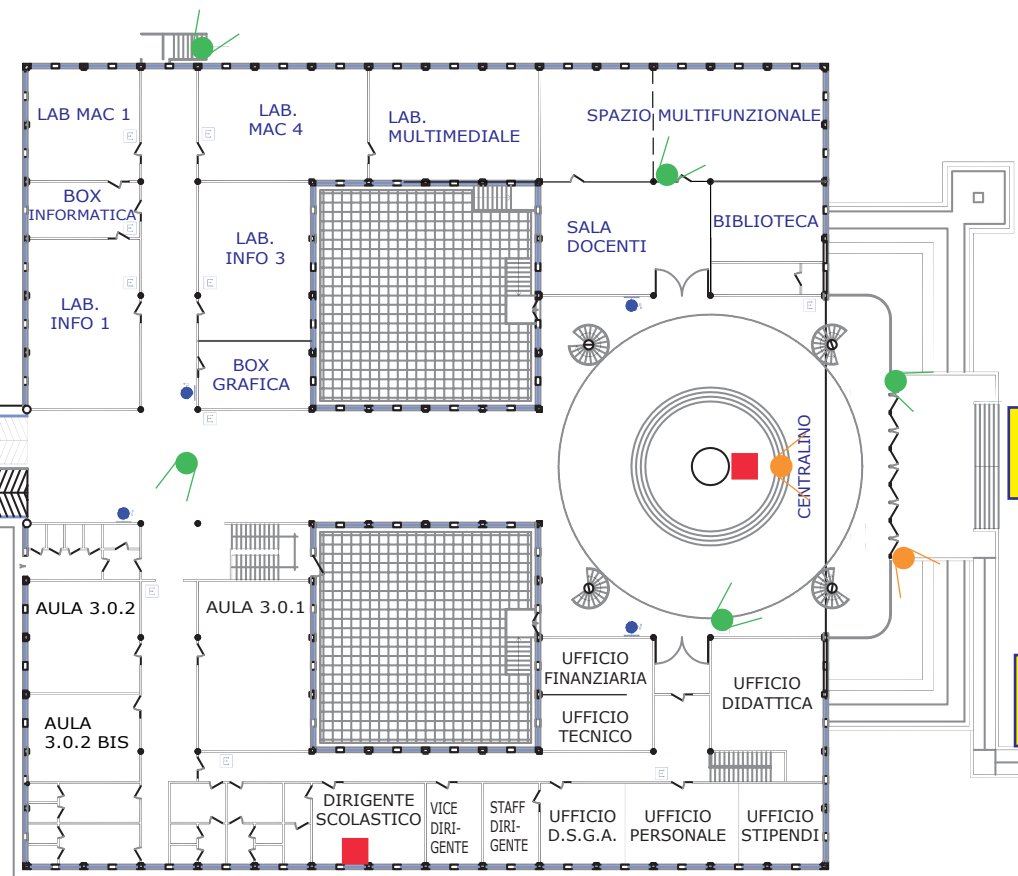 LAB MAC 1
LAB.
MAC 4
LAB.
MULTIMEDIALE
SPAZIO MULTIFUNZIONALE
BOX
INFORMATICA
LAB.
INFO 3
SALA
DOCENTI
BIBLIOTECA
LAB.
INFO 1
BOX
GRAFICA
CENTRALINO
AULA 3.0.2
AULA 3.0.1
UFFICIO
FINANZIARIA
UFFICIO
DIDATTICA
AULA
3.0.2 BIS
UFFICIO
TECNICO
DIRIGENTE
SCOLASTICO
VICE
DIRI-
GENTE
STAFF
DIRI-
GENTE
UFFICIO
D.S.G.A.
UFFICIO
PERSONALE
UFFICIO
STIPENDI